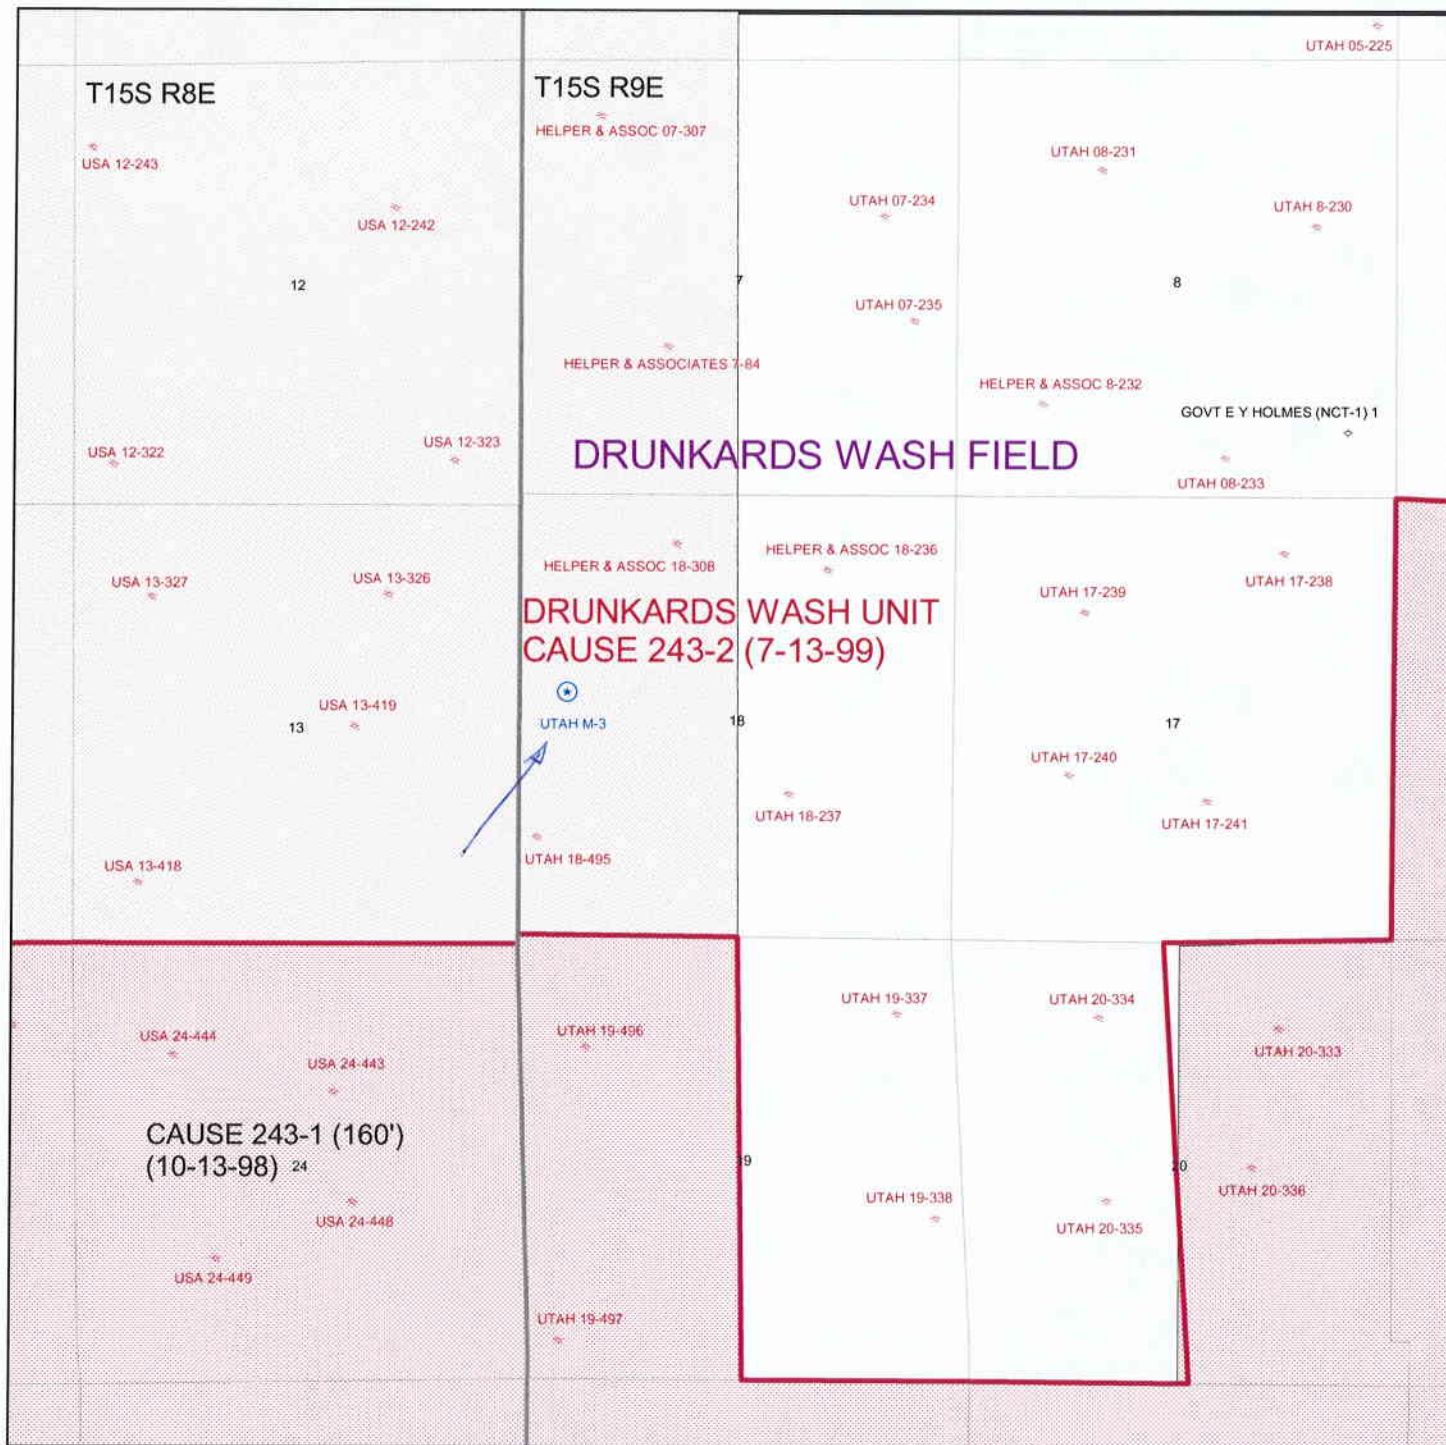 UTAH 05-225
T15S R8E
T15S R9E
HELPER & ASSOC 07-307
USA 12-243
UTAH 08-231
USA 12-242
UTAH 07-234
UTAH 8-230
12
7
8
UTAH 07-235
HELPER & ASSOCIATES 7-84
HELPER & ASSOC 8-232
GOVT E Y HOLMES (NCT-1) 1
USA 12-322
USA 12-323
DRUNKARDS WASH FIELD
UTAH 08-233
HELPER & ASSOC 18-308
HELPER & ASSOC 18-236
USA 13-327
USA 13-326
UTAH 17-239
UTAH 17-238
DRUNKARDS WASH UNIT
CAUSE 243-2 (7-13-99)
USA 13-419
13
UTAH M-3
18
17
UTAH 17-240
UTAH 18-237
UTAH 17-241
USA 13-418
UTAH 18-495
UTAH 19-337
UTAH 20-334
USA 24-444
UTAH 19-496
UTAH 20-333
USA 24-443
CAUSE 243-1 (160')
(10-13-98)
24
19
20
UTAH 19-338
UTAH 20-336
USA 24-448
UTAH 20-335
USA 24-449
UTAH 19-497